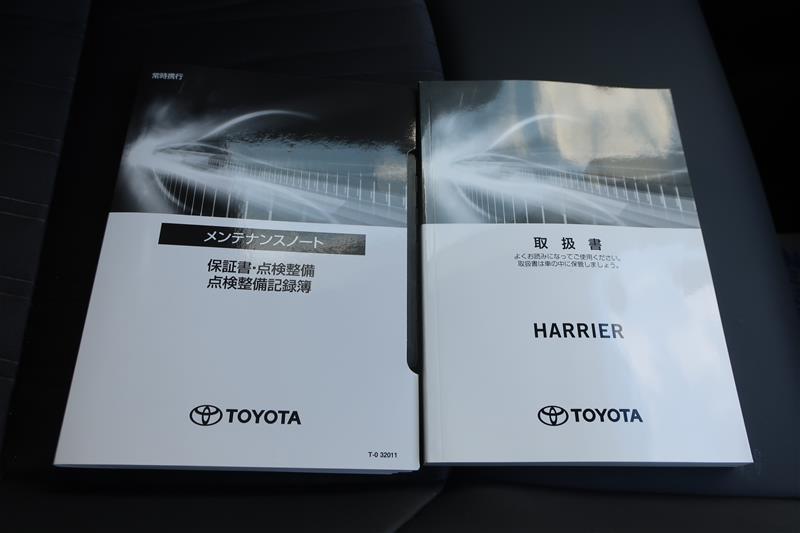 常時携行
メンテナンスノート
保証書・点検整備
点検整備記録簿
TOYOTA
T-0 32011
取扱書
よくお読みになってご使用ください。
取扱書は車の中に保管しましょう。
HARRIER
TOYOTA